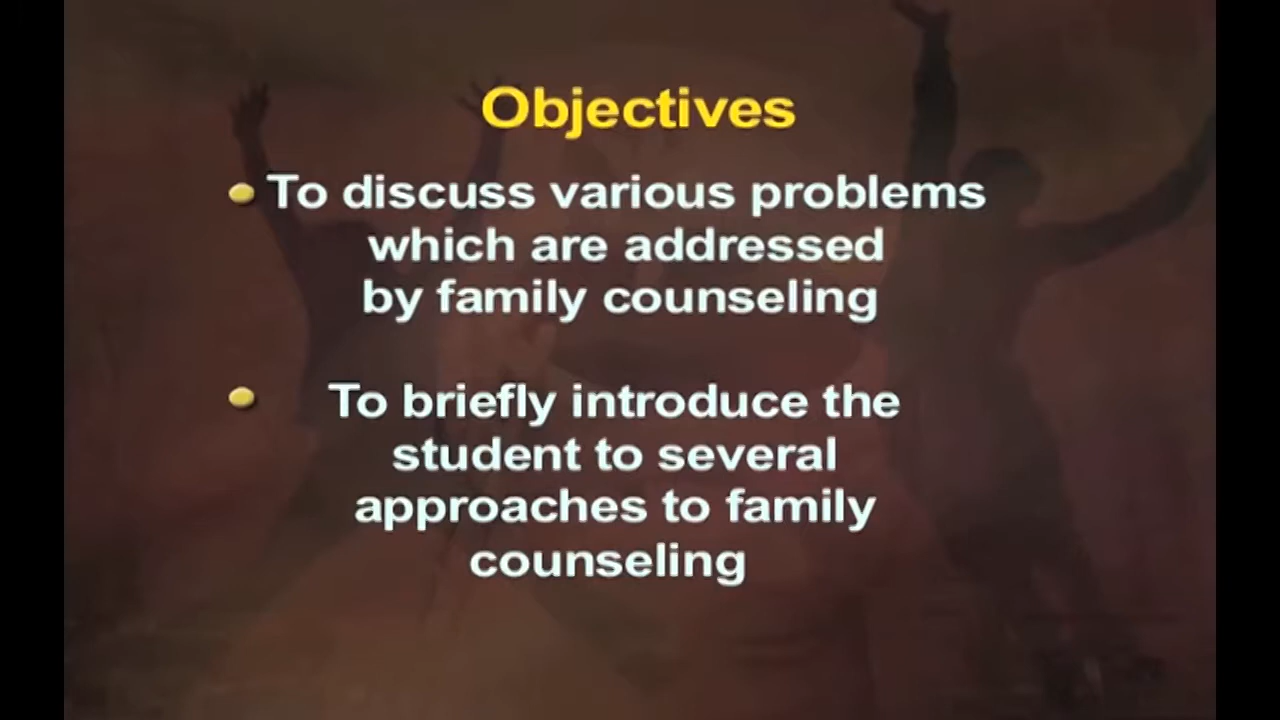 Objectives
To discuss various problems
which are addressed
by family counseling
To briefly introduce the
student to several
approaches to family
counseling